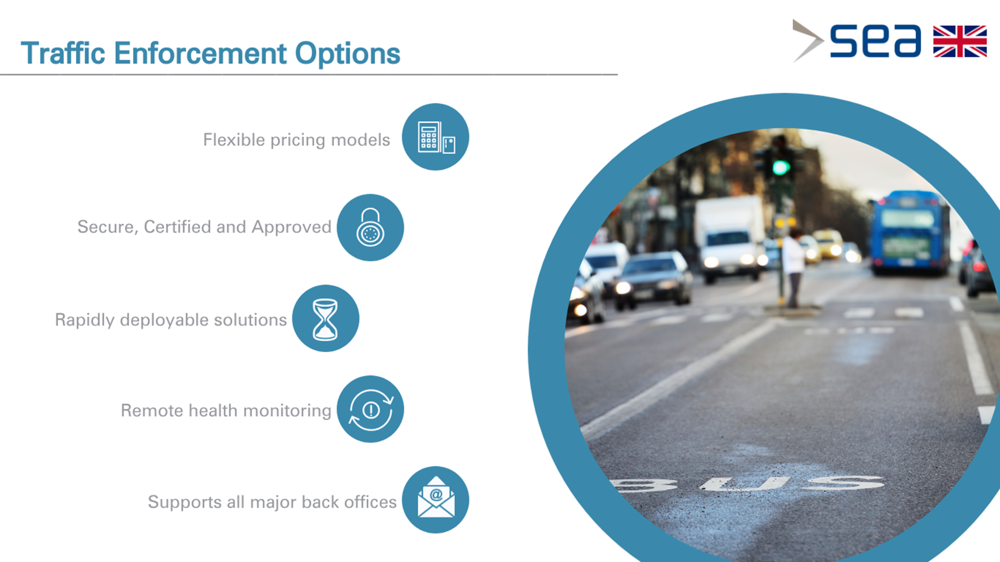 Traffic Enforcement Options
sea
Flexible pricing models
Secure, Certified and Approved
Rapidly deployable solutions
Remote health monitoring
@
Supports all major back offices
BUS
BUS